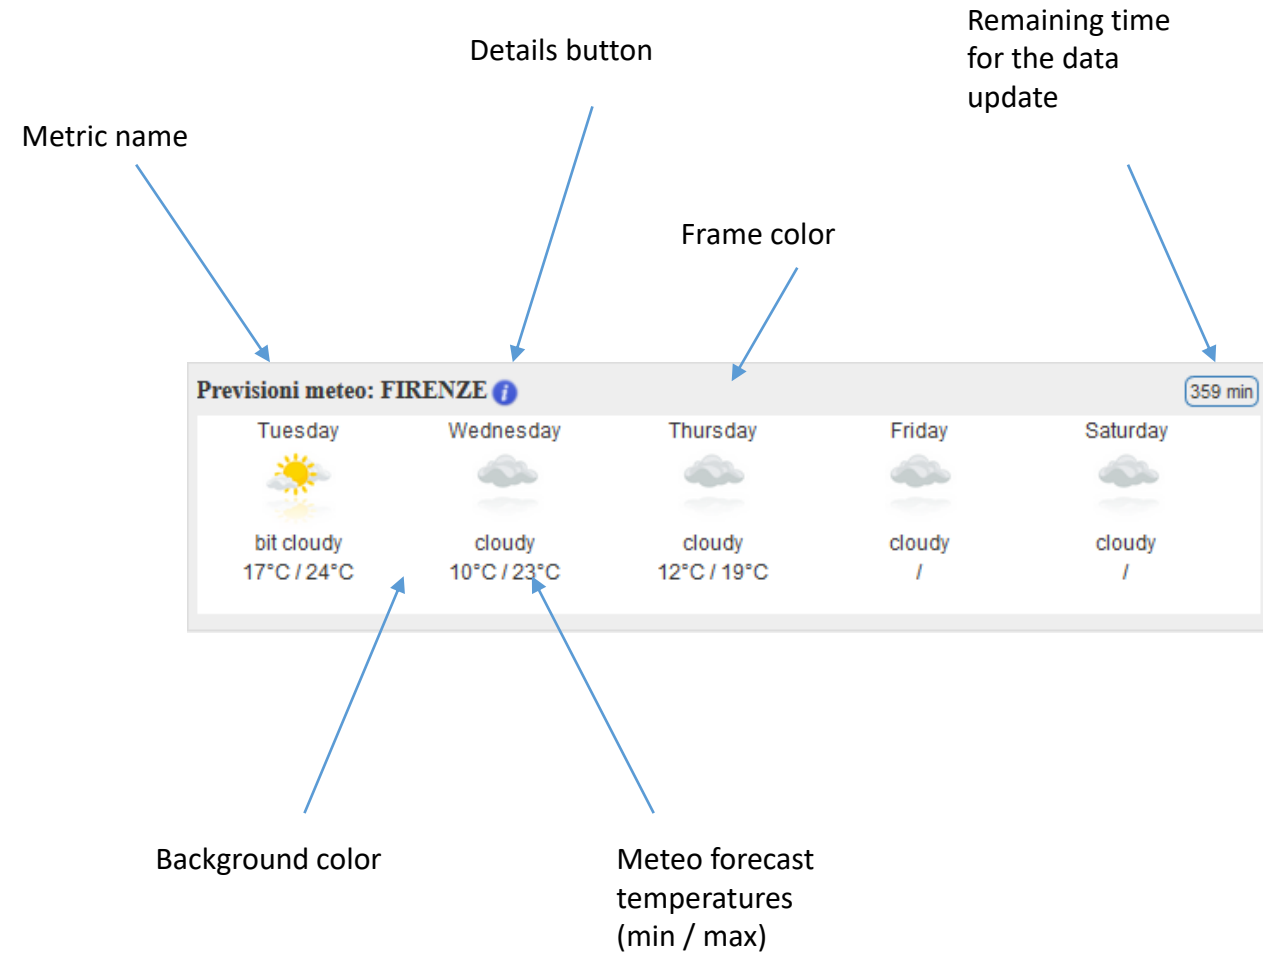 Remaining time
for the data
update
Details button
Metric name
Frame color
Previsioni meteo: FIRENZE i
359 min
Tuesday Wednesday Thursday Friday Saturday
bit cloudy cloudy cloudy cloudy cloudy
17°C / 24°C 10°C / 23°C 12°C / 19°C / /
Background color
Meteo forecast
temperatures
(min / max)